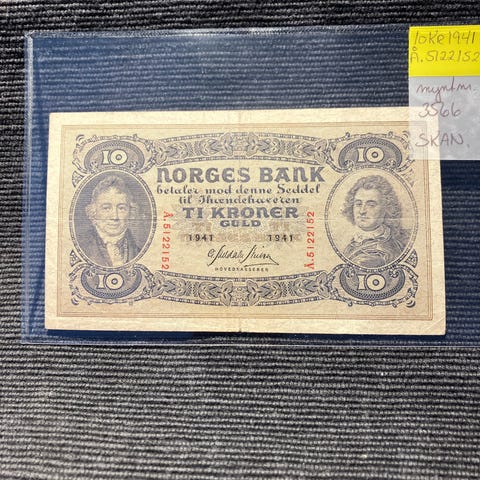 10kr 1941
Å.5122152
myntnr.
3566
SKAN.
10
10
NORGES BANK
betaler mod denne Seddel
til Ihændehaveren
TI KRONER
GULD
1941 1941
Å.5122152
Å.5122152
HOVEDKASSERER
10
10